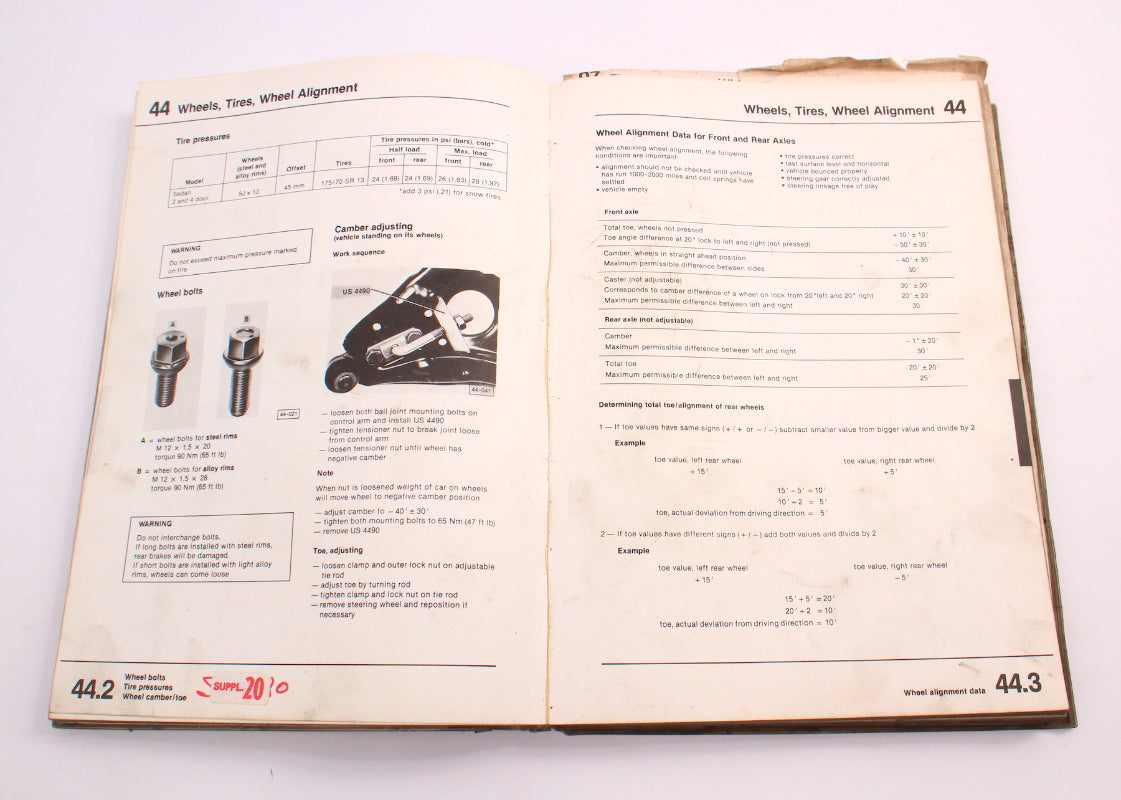 44 Wheels, Tires, Wheel Alignment
Tire pressures
Tire pressures in psi (bars), cold*
Half load Max. load
Model Wheels (steel and alloy rims) Offset Tires front rear front rear
Sedan 2 and 4 door 5J x 13 45 mm 175/70 SR 13 24 (1.69) 24 (1.69) 26 (1.83) 28 (1.97)
*add 3 psi (.21) for snow tires
WARNING
Do not exceed maximum pressure marked
on tire
Wheel bolts
A
B
44-021
A = wheel bolts for steel rims
M 12 x 1.5 x 20
torque 90 Nm (65 ft lb)
B = wheel bolts for alloy rims
M 12 x 1.5 x 28
torque 90 Nm (65 ft lb)
WARNING
Do not interchange bolts.
If long bolts are installed with steel rims,
rear brakes will be damaged.
If short bolts are installed with light alloy
rims, wheels can come loose
Camber adjusting
(vehicle standing on its wheels)
Work sequence
US 4490
44-041
— loosen both ball joint mounting bolts on
control arm and install US 4490
— tighten tensioner nut to break joint loose
from control arm
— loosen tensioner nut until wheel has
negative camber
Note
When nut is loosened weight of car on wheels
will move wheel to negative camber position
— adjust camber to − 40' ± 30'
— tighten both mounting bolts to 65 Nm (47 ft lb)
— remove US 4490
Toe, adjusting
— loosen clamp and outer lock nut on adjustable
tie rod
— adjust toe by turning rod
— tighten clamp and lock nut on tie rod
— remove steering wheel and reposition if
necessary
44.2
Wheel bolts
Tire pressures
Wheel camber/toe
SUPPL. 20
Wheels, Tires, Wheel Alignment 44
Wheel Alignment Data for Front and Rear Axles
When checking wheel alignment, the following
conditions are important:
• alignment should not be checked until vehicle
has run 1000-2000 miles and coil springs have
settled
• vehicle empty
• tire pressures correct
• test surface level and horizontal
• vehicle bounced properly
• steering gear correctly adjusted
• steering linkage free of play
Front axle
Total toe, wheels not pressed + 10' ± 10'
Toe angle difference at 20° lock to left and right (not pressed) − 50' ± 30'
Camber, wheels in straight ahead position − 40' ± 30'
Maximum permissible difference between sides 30'
Caster (not adjustable) 30' ± 30'
Corresponds to camber difference of a wheel on lock from 20° left and 20° right 20' ± 20'
Maximum permissible difference between left and right 30'
Rear axle (not adjustable)
Camber − 1° ± 20'
Maximum permissible difference between left and right 30'
Total toe 20' ± 20'
Maximum permissible difference between left and right 25'
Determining total toe/alignment of rear wheels
1 — If toe values have same signs (+ / + or − / −) subtract smaller value from bigger value and divide by 2
Example
toe value, left rear wheel toe value, right rear wheel
+ 15' + 5'
15' − 5' = 10'
10' ÷ 2 = 5'
toe, actual deviation from driving direction = 5'
2 — If toe values have different signs (+ / −) add both values and divide by 2
Example
toe value, left rear wheel toe value, right rear wheel
+ 15' − 5'
15' + 5' = 20'
20' ÷ 2 = 10'
toe, actual deviation from driving direction = 10'
Wheel alignment data 44.3